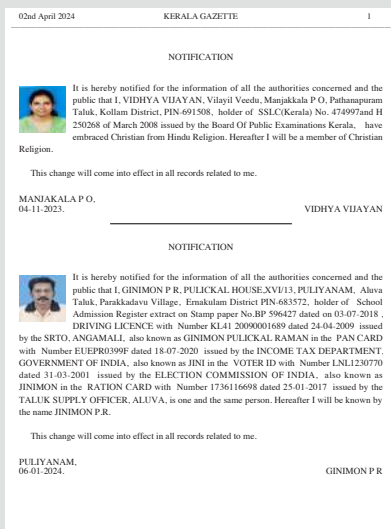 02nd April 2024 KERALA GAZETTE 1
NOTIFICATION
It is hereby notified for the information of all the authorities concerned and the
public that I, VIDHYA VIJAYAN, Vilayil Veedu, Manjakkala P O, Pathanapuram
Taluk, Kollam District, PIN-691508, holder of SSLC(Kerala) No. 474997and H
250268 of March 2008 issued by the Board Of Public Examinations Kerala, have
embraced Christian from Hindu Religion. Hereafter I will be a member of Christian
Religion.
This change will come into effect in all records related to me.
MANJAKALA P O,
04-11-2023. VIDHYA VIJAYAN
NOTIFICATION
It is hereby notified for the information of all the authorities concerned and the
public that I, GINIMON P R, PULICKAL HOUSE,XVI/13, PULIYANAM, Aluva
Taluk, Parakkadavu Village, Ernakulam District PIN-683572, holder of School
Admission Register extract on Stamp paper No.BP 596427 dated on 03-07-2018 ,
DRIVING LICENCE with Number KL41 20090001689 dated 24-04-2009 issued
by the SRTO, ANGAMALI, also known as GINIMON PULICKAL RAMAN in the PAN CARD
with Number EUEPR0399F dated 18-07-2020 issued by the INCOME TAX DEPARTMENT.
GOVERNMENT OF INDIA, also known as JINI in the VOTER ID with Number LNL1230770
dated 31-03-2001 issued by the ELECTION COMMISSION OF INDIA, also known as
JINIMON in the RATION CARD with Number 1736116698 dated 25-01-2017 issued by the
TALUK SUPPLY OFFICER, ALUVA, is one and the same person. Hereafter I will be known by
the name JINIMON P.R.
This change will come into effect in all records related to me.
PULIYANAM,
06-01-2024. GINIMON P R